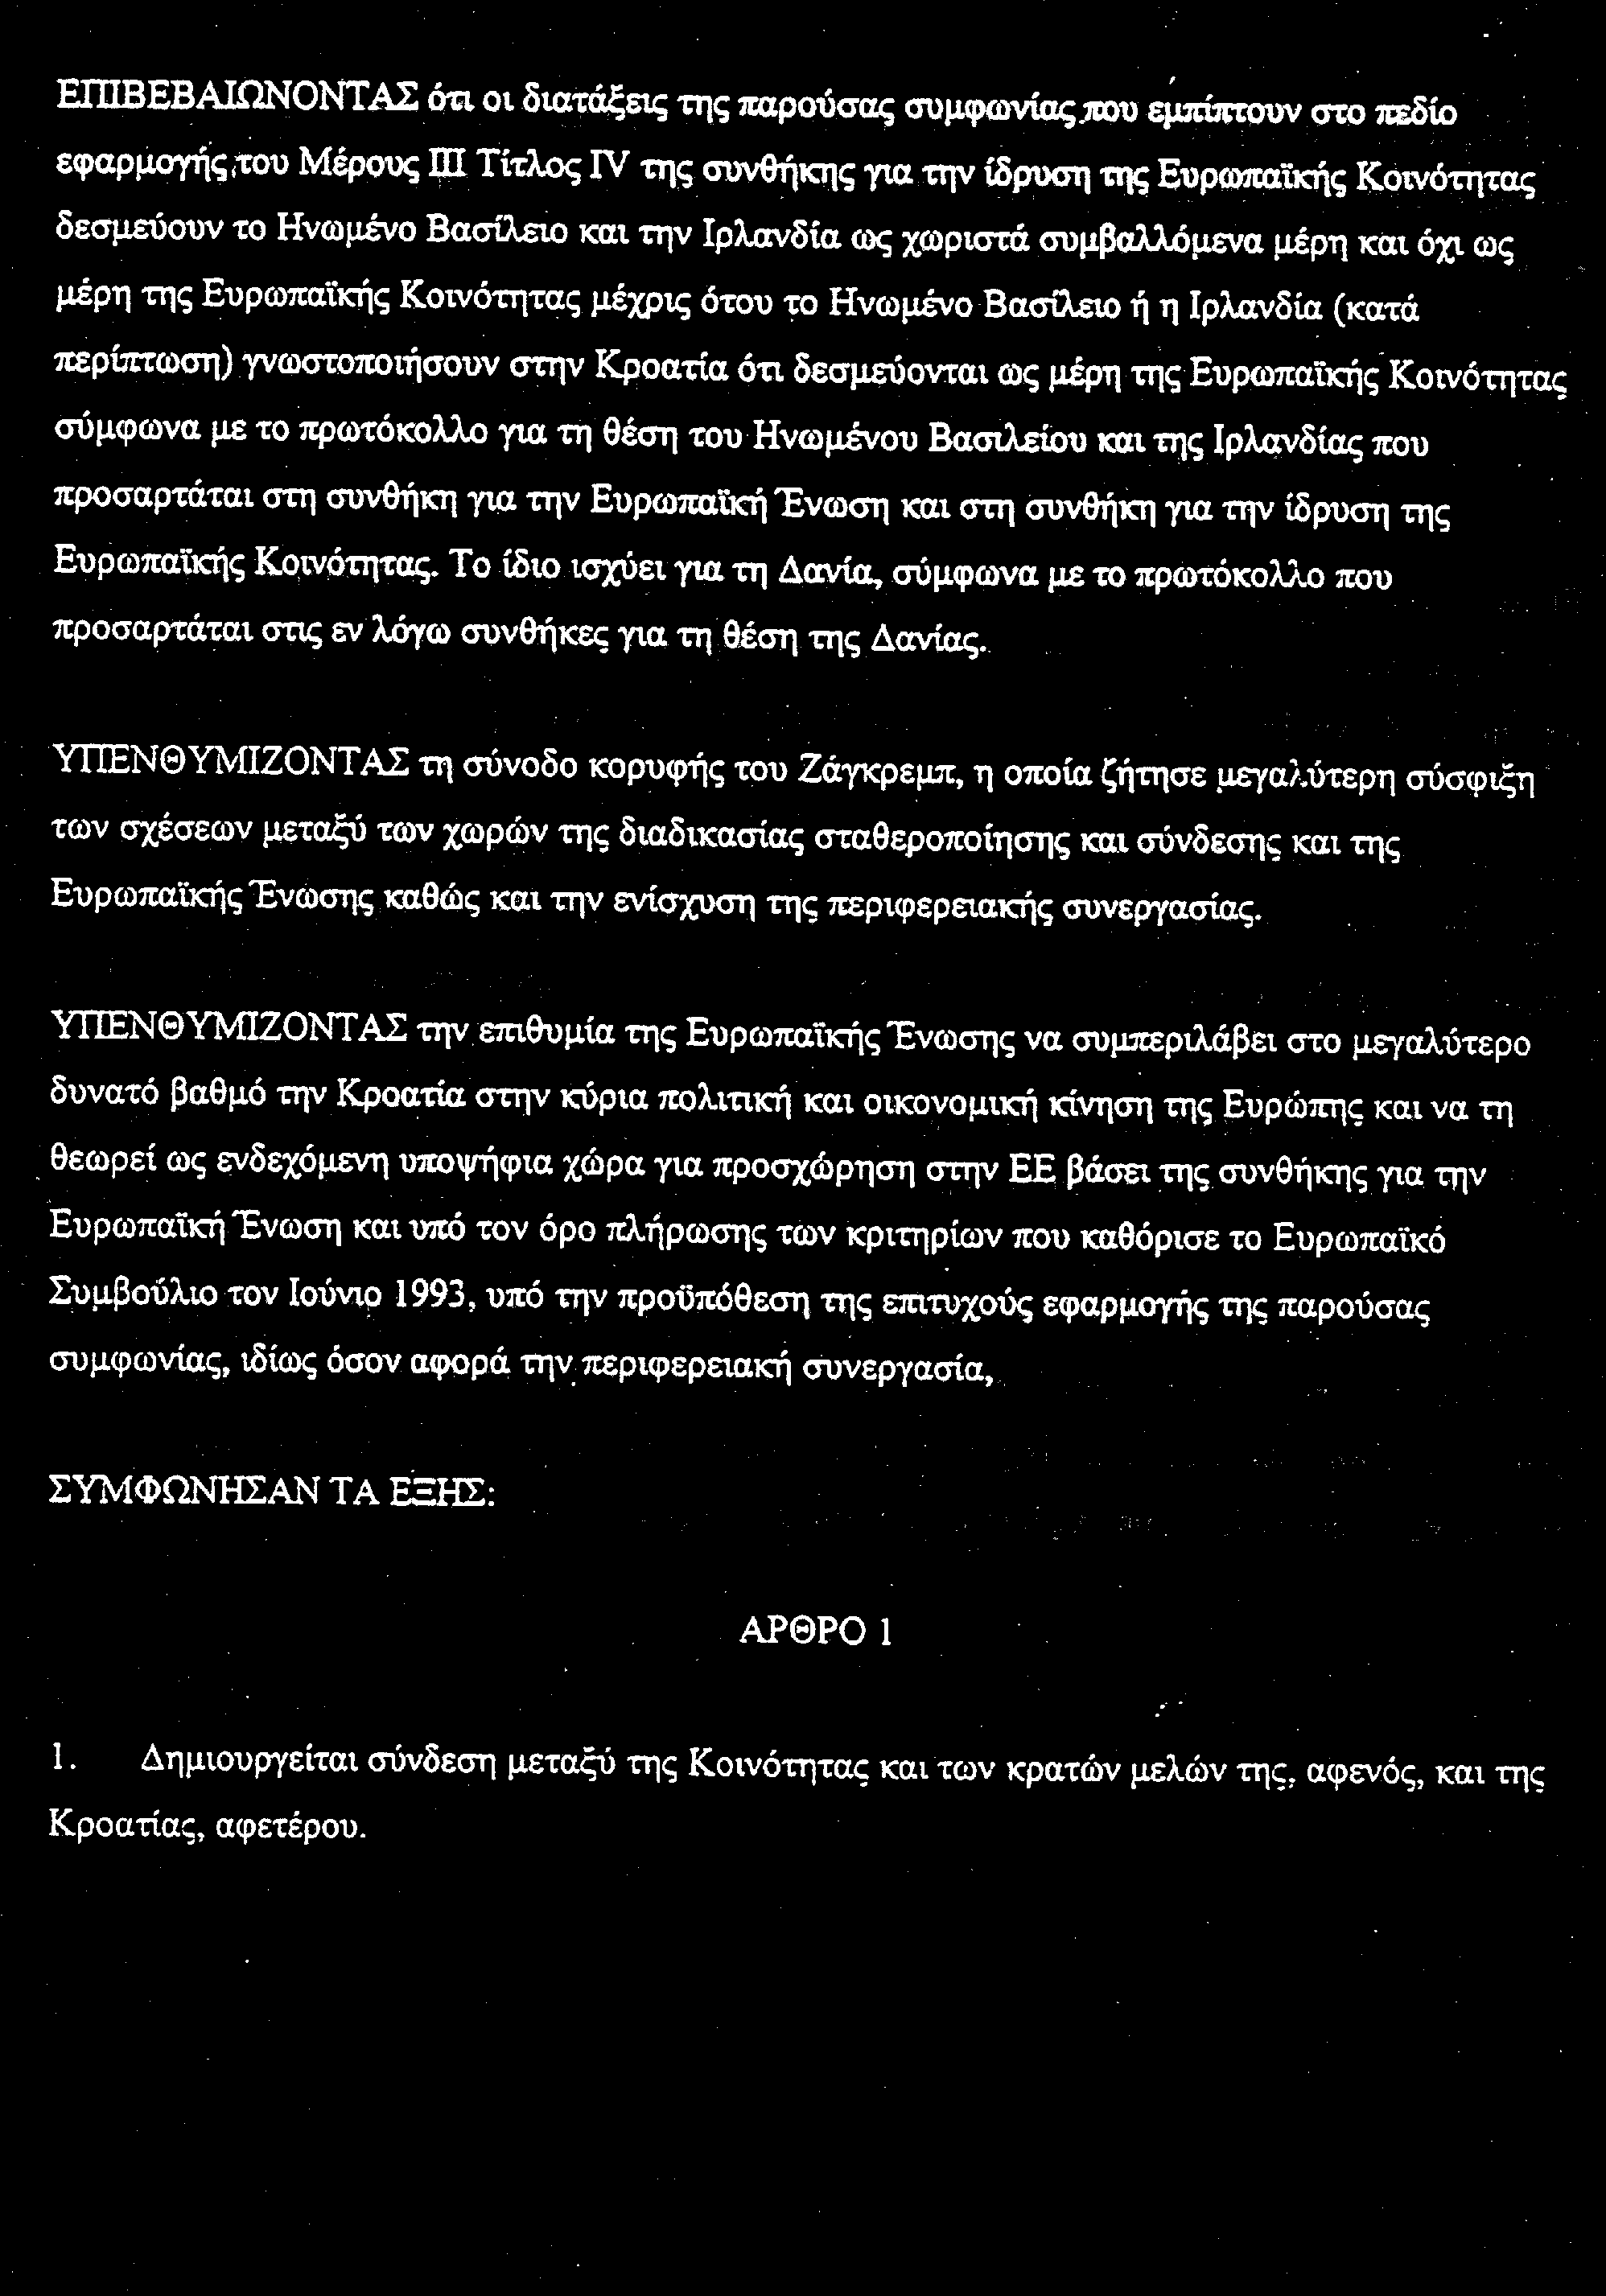 ΕΠΙΒΕΒΑΙΩΝΟΝΤΑΣ ότι οι διατάξεις της παρούσας συμφωνίας που εμπίπτουν στο πεδίο
εφαρμογής του Μέρους ΙΙΙ Τίτλος IV της συνθήκης για την ίδρυση της Ευρωπαϊκής Κοινότητας
δεσμεύουν το Ηνωμένο Βασίλειο και την Ιρλανδία ως χωριστά συμβαλλόμενα μέρη και όχι ως
μέρη της Ευρωπαϊκής Κοινότητας μέχρις ότου το Ηνωμένο Βασίλειο ή η Ιρλανδία (κατά
περίπτωση) γνωστοποιήσουν στην Κροατία ότι δεσμεύονται ως μέρη της Ευρωπαϊκής Κοινότητας
σύμφωνα με το πρωτόκολλο για τη θέση του Ηνωμένου Βασιλείου και της Ιρλανδίας που
προσαρτάται στη συνθήκη για την Ευρωπαϊκή Ένωση και στη συνθήκη για την ίδρυση της
Ευρωπαϊκής Κοινότητας. Το ίδιο ισχύει για τη Δανία, σύμφωνα με το πρωτόκολλο που
προσαρτάται στις εν λόγω συνθήκες για τη θέση της Δανίας.
ΥΠΕΝΘΥΜΙΖΟΝΤΑΣ τη σύνοδο κορυφής του Ζάγκρεμπ, η οποία ζήτησε μεγαλύτερη σύσφιξη
των σχέσεων μεταξύ των χωρών της διαδικασίας σταθεροποίησης και σύνδεσης και της
Ευρωπαϊκής Ένωσης καθώς και την ενίσχυση της περιφερειακής συνεργασίας.
ΥΠΕΝΘΥΜΙΖΟΝΤΑΣ την επιθυμία της Ευρωπαϊκής Ένωσης να συμπεριλάβει στο μεγαλύτερο
δυνατό βαθμό την Κροατία στην κύρια πολιτική και οικονομική κίνηση της Ευρώπης και να τη
θεωρεί ως ενδεχόμενη υποψήφια χώρα για προσχώρηση στην ΕΕ βάσει της συνθήκης για την
Ευρωπαϊκή Ένωση και υπό τον όρο πλήρωσης των κριτηρίων που καθόρισε το Ευρωπαϊκό
Συμβούλιο τον Ιούνιο 1993, υπό την προϋπόθεση της επιτυχούς εφαρμογής της παρούσας
συμφωνίας, ιδίως όσον αφορά την περιφερειακή συνεργασία,
ΣΥΜΦΩΝΗΣΑΝ ΤΑ ΕΞΗΣ:
ΑΡΘΡΟ 1
1. Δημιουργείται σύνδεση μεταξύ της Κοινότητας και των κρατών μελών της, αφενός, και της
Κροατίας, αφετέρου.